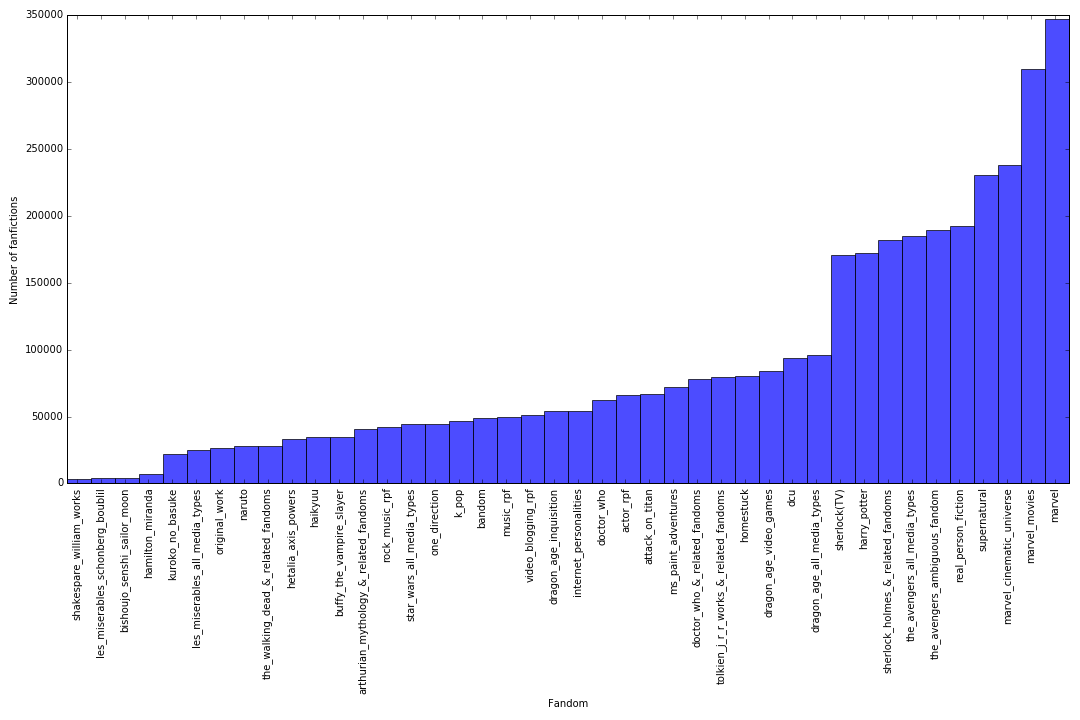 350000
300000
250000
200000
150000
100000
50000
0
Number of fanfictions
shakespare_william_works
les_miserables_schonberg_boublil
bishoujo_senshi_sailor_moon
hamilton_miranda
kuroko_no_basuke
les_miserables_all_media_types
original_work
naruto
the_walking_dead_&_related_fandoms
hetalia_axis_powers
haikyuu
buffy_the_vampire_slayer
arthurian_mythology_&_related_fandoms
rock_music_rpf
star_wars_all_media_types
one_direction
k_pop
bandom
music_rpf
video_blogging_rpf
dragon_age_inquisition
internet_personalities
doctor_who
actor_rpf
attack_on_titan
ms_paint_adventures
doctor_who_&_related_fandoms
tolkien_j_r_r_works_&_related_fandoms
homestuck
dragon_age_video_games
dcu
dragon_age_all_media_types
sherlock(TV)
harry_potter
sherlock_holmes_&_related_fandoms
the_avengers_all_media_types
the_avengers_ambiguous_fandom
real_person_fiction
supernatural
marvel_cinematic_universe
marvel_movies
marvel
Fandom